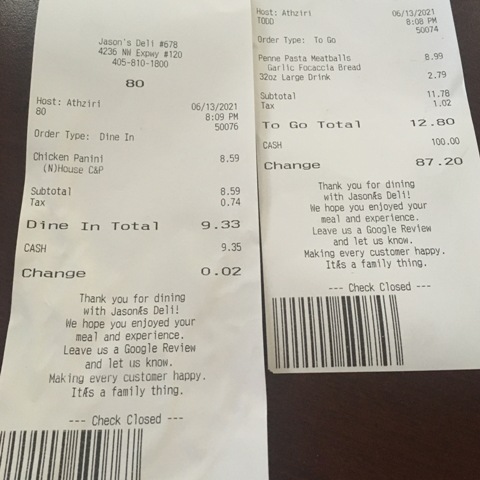 Jason's Deli #678
4236 NW Expwy #120
405-810-1800
80
Host: Athziri 06/13/2021
80 8:09 PM
50076
Order Type: Dine In
Chicken Panini 8.59
(N)House C&P
Subtotal 8.59
Tax 0.74
Dine In Total 9.33
CASH 9.35
Change 0.02
Thank you for dining
with JasonÆs Deli!
We hope you enjoyed your
meal and experience.
Leave us a Google Review
and let us know.
Making every customer happy.
ItÆs a family thing.
--- Check Closed ---
Host: Athziri 06/13/2021
TODD 8:08 PM
50074
Order Type: To Go
Penne Pasta Meatballs 8.99
Garlic Focaccia Bread
32oz Large Drink 2.79
Subtotal 11.78
Tax 1.02
To Go Total 12.80
CASH 100.00
Change 87.20
Thank you for dining
with JasonÆs Deli!
We hope you enjoyed your
meal and experience.
Leave us a Google Review
and let us know.
Making every customer happy.
ItÆs a family thing.
--- Check Closed ---